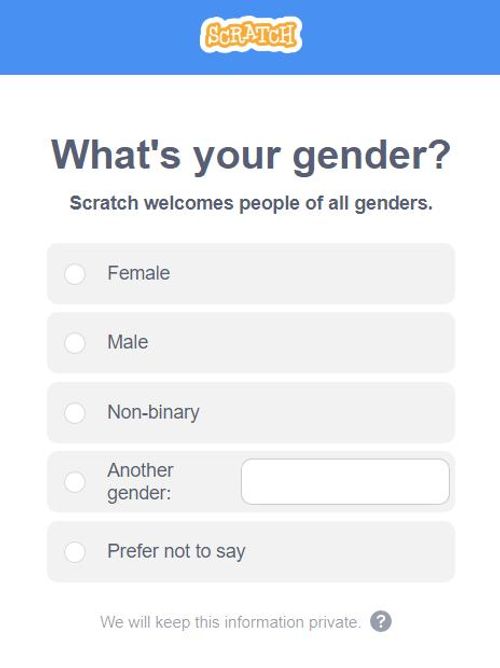 SCRATCH
What's your gender?
Scratch welcomes people of all genders.
Female
Male
Non-binary
Another
gender:
Prefer not to say
We will keep this information private. ?